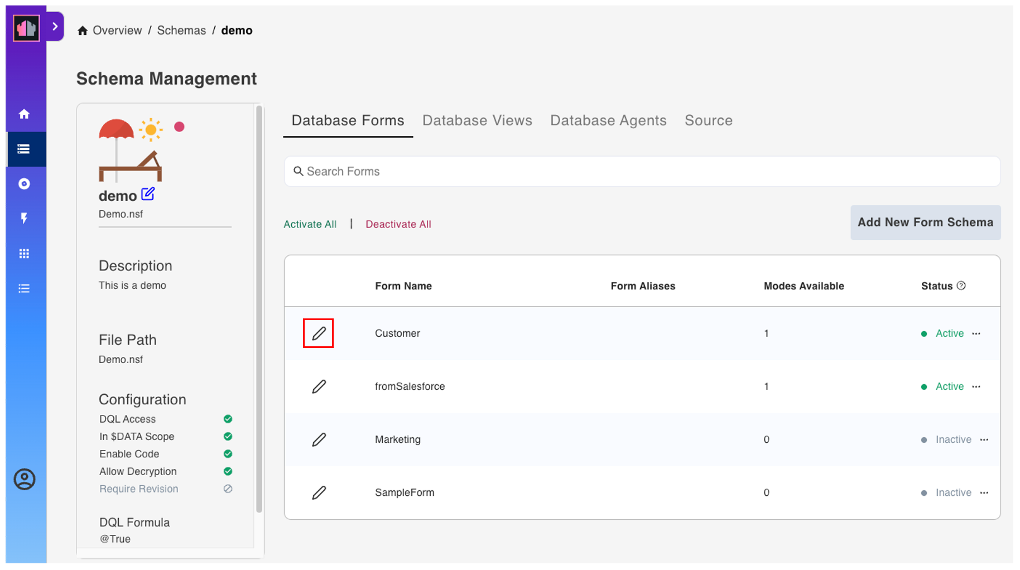 Overview / Schemas / demo
Schema Management
demo
Demo.nsf
Description
This is a demo
File Path
Demo.nsf
Configuration
DQL Access
In $DATA Scope
Enable Code
Allow Decryption
Require Revision
DQL Formula
@True
Database Forms Database Views Database Agents Source
Search Forms
Activate All | Deactivate All
Add New Form Schema
Form Name Form Aliases Modes Available Status
Customer 1 Active
fromSalesforce 1 Active
Marketing 0 Inactive
SampleForm 0 Inactive